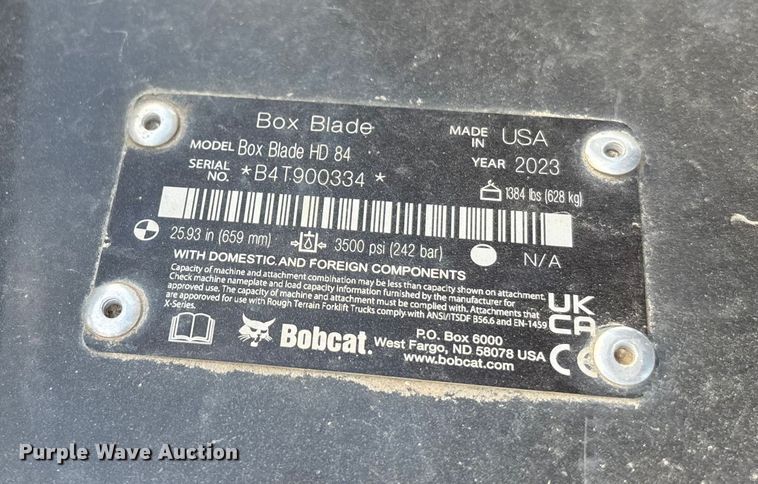 Box Blade
MADE IN USA
MODEL Box Blade HD 84
YEAR 2023
SERIAL NO. *B4T900334*
1384 lbs (628 kg)
25.93 in (659 mm) 3500 psi (242 bar) N/A
WITH DOMESTIC AND FOREIGN COMPONENTS
Capacity of machine and attachment combination may be less than capacity shown on attachment.
Check machine nameplate and load capacity information furnished by the manufacturer for
approved use. The capacity of machine and attachment must be complied with. Attachments that
are apporoved for use with Rough Terrain Forklift Trucks comply with ANSI/ITSDF B56.6 and EN-1459
X-Series.
UK
CA
Bobcat.
P.O. Box 6000
West Fargo, ND 58078 USA
www.bobcat.com
CE
Purple Wave Auction